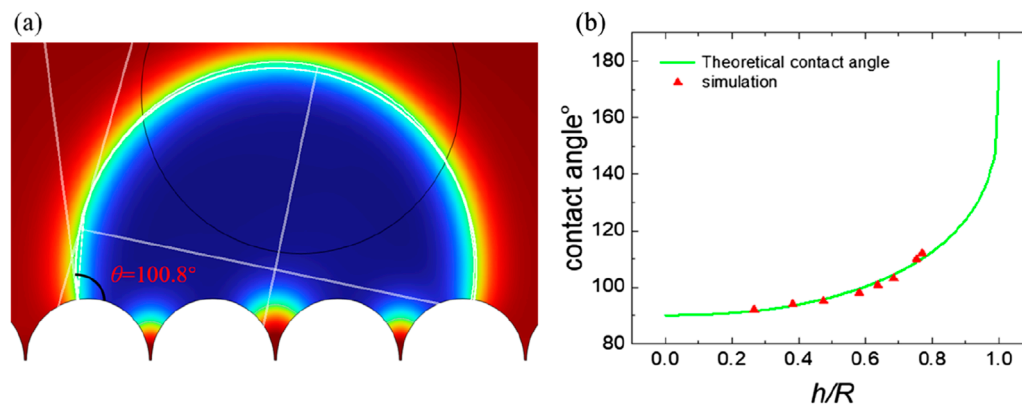 (a)
θ=100.8°
(b)
Theoretical contact angle
simulation
contact angle°
180
160
140
120
100
80
0.0 0.2 0.4 0.6 0.8 1.0
h/R